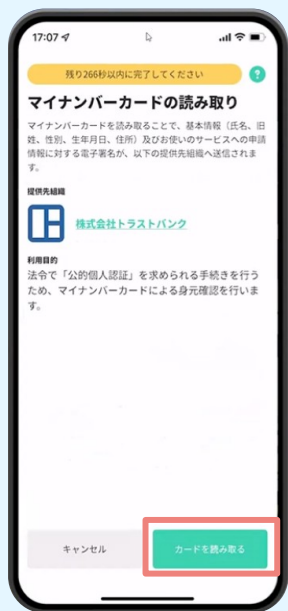 17:07
残り266秒以内に完了してください
?
マイナンバーカードの読み取り
マイナンバーカードを読み取ることで、基本情報（氏名、旧
姓、性別、生年月日、住所）及びお使いのサービスへの申請
情報に対する電子署名が、以下の提供先組織へ送信されま
す。
提供先組織
株式会社トラストバンク
利用目的
法令で「公的個人認証」を求められる手続きを行う
ため、マイナンバーカードによる身元確認を行いま
す。
キャンセル
カードを読み取る